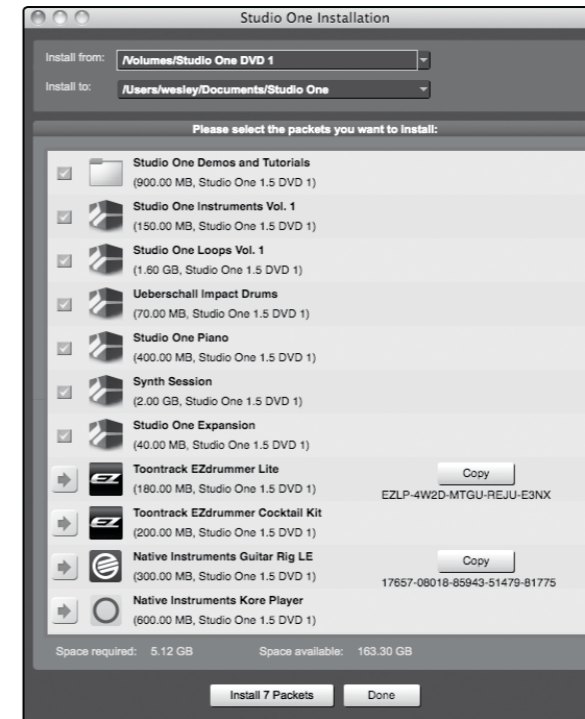 Studio One Installation
Install from: /Volumes/Studio One DVD 1
Install to: /Users/wesley/Documents/Studio One
Please select the packets you want to install:
Studio One Demos and Tutorials
(900.00 MB, Studio One 1.5 DVD 1)
Studio One Instruments Vol. 1
(150.00 MB, Studio One 1.5 DVD 1)
Studio One Loops Vol. 1
(1.60 GB, Studio One 1.5 DVD 1)
Ueberschall Impact Drums
(70.00 MB, Studio One 1.5 DVD 1)
Studio One Piano
(400.00 MB, Studio One 1.5 DVD 1)
Synth Session
(2.00 GB, Studio One 1.5 DVD 1)
Studio One Expansion
(40.00 MB, Studio One 1.5 DVD 1)
EZ
Toontrack EZdrummer Lite
(180.00 MB, Studio One 1.5 DVD 1)
Copy
EZLP-4W2D-MTGU-REJU-E3NX
EZ
Toontrack EZdrummer Cocktail Kit
(200.00 MB, Studio One 1.5 DVD 1)
Native Instruments Guitar Rig LE
(300.00 MB, Studio One 1.5 DVD 1)
Copy
17657-08018-85943-51479-81775
Native Instruments Kore Player
(600.00 MB, Studio One 1.5 DVD 1)
Space required: 5.12 GB Space available: 163.30 GB
Install 7 Packets Done